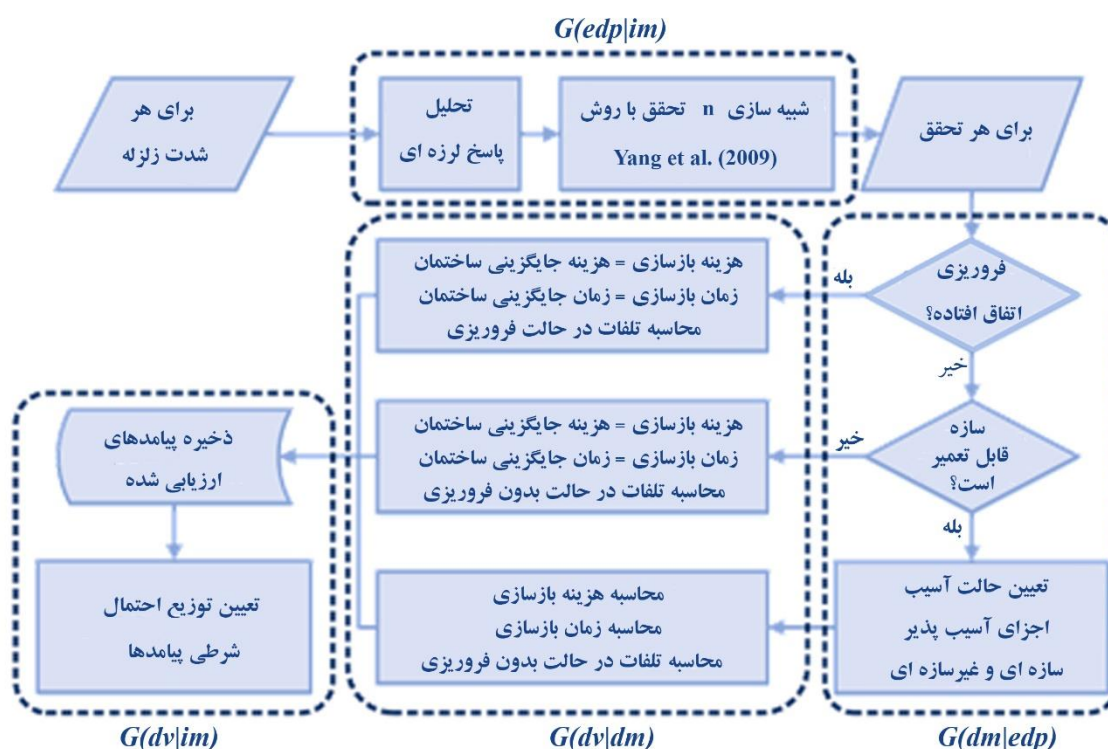 G(edp|im)
برای هر
شدت زلزله
تحلیل
پاسخ لرزه ای
شبیه سازی n تحقق با روش
Yang et al. (2009)
برای هر تحقق
فروریزی
اتفاق افتاده؟
بله
هزینه بازسازی = هزینه جایگزینی ساختمان
زمان بازسازی = زمان جایگزینی ساختمان
محاسبه تلفات در حالت فروریزی
خیر
سازه
قابل تعمیر
است؟
خیر
هزینه بازسازی = هزینه جایگزینی ساختمان
زمان بازسازی = زمان جایگزینی ساختمان
محاسبه تلفات در حالت بدون فروریزی
بله
تعیین حالت آسیب
اجزای آسیب پذیر
سازه ای و غیرسازه ای
محاسبه هزینه بازسازی
محاسبه زمان بازسازی
محاسبه تلفات در حالت بدون فروریزی
ذخیره پیامدهای
ارزیابی شده
تعیین توزیع احتمال
شرطی پیامدها
G(dv|im)
G(dv|dm)
G(dm|edp)